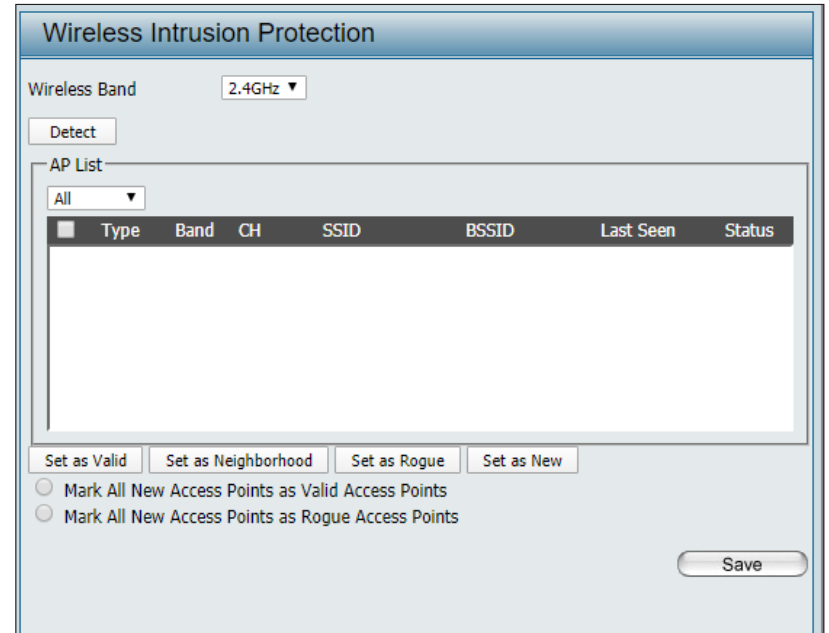 Wireless Intrusion Protection
Wireless Band 2.4GHz
Detect
AP List
All
Type Band CH SSID BSSID Last Seen Status
Set as Valid Set as Neighborhood Set as Rogue Set as New
Mark All New Access Points as Valid Access Points
Mark All New Access Points as Rogue Access Points
Save